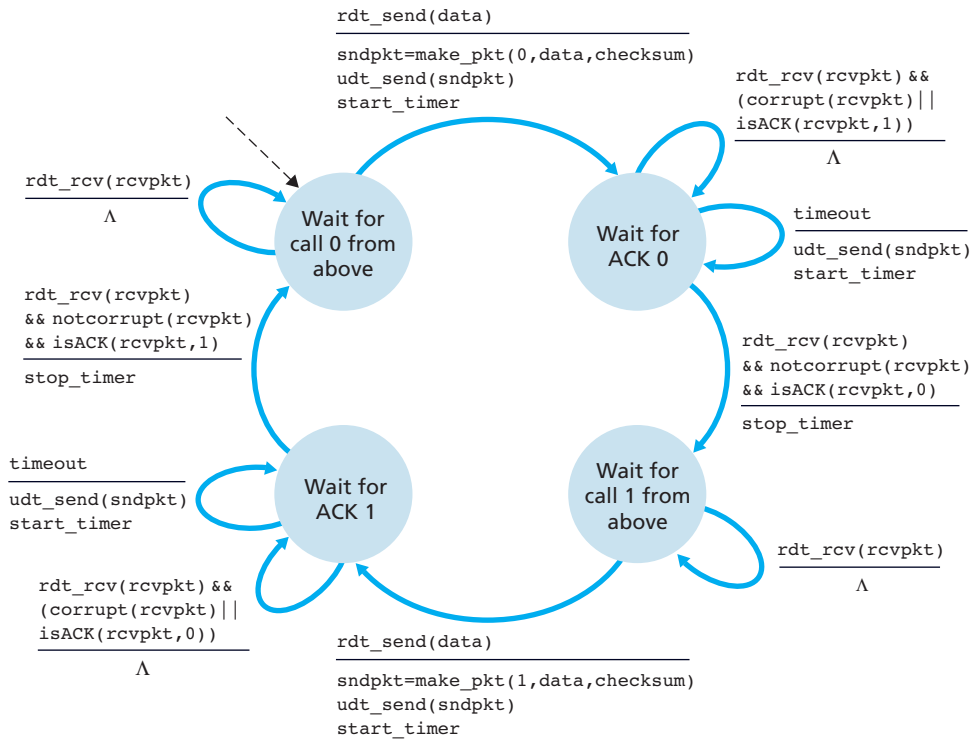 rdt_send(data)
sndpkt=make_pkt(0,data,checksum)
udt_send(sndpkt)
start_timer
rdt_rcv(rcvpkt) &&
(corrupt(rcvpkt)||
isACK(rcvpkt,1))
Λ
rdt_rcv(rcvpkt)
Λ
Wait for
call 0 from
above
Wait for
ACK 0
timeout
udt_send(sndpkt)
start_timer
rdt_rcv(rcvpkt)
&& notcorrupt(rcvpkt)
&& isACK(rcvpkt,1)
stop_timer
rdt_rcv(rcvpkt)
&& notcorrupt(rcvpkt)
&& isACK(rcvpkt,0)
stop_timer
timeout
udt_send(sndpkt)
start_timer
Wait for
ACK 1
Wait for
call 1 from
above
rdt_rcv(rcvpkt)
Λ
rdt_rcv(rcvpkt) &&
(corrupt(rcvpkt)||
isACK(rcvpkt,0))
Λ
rdt_send(data)
sndpkt=make_pkt(1,data,checksum)
udt_send(sndpkt)
start_timer